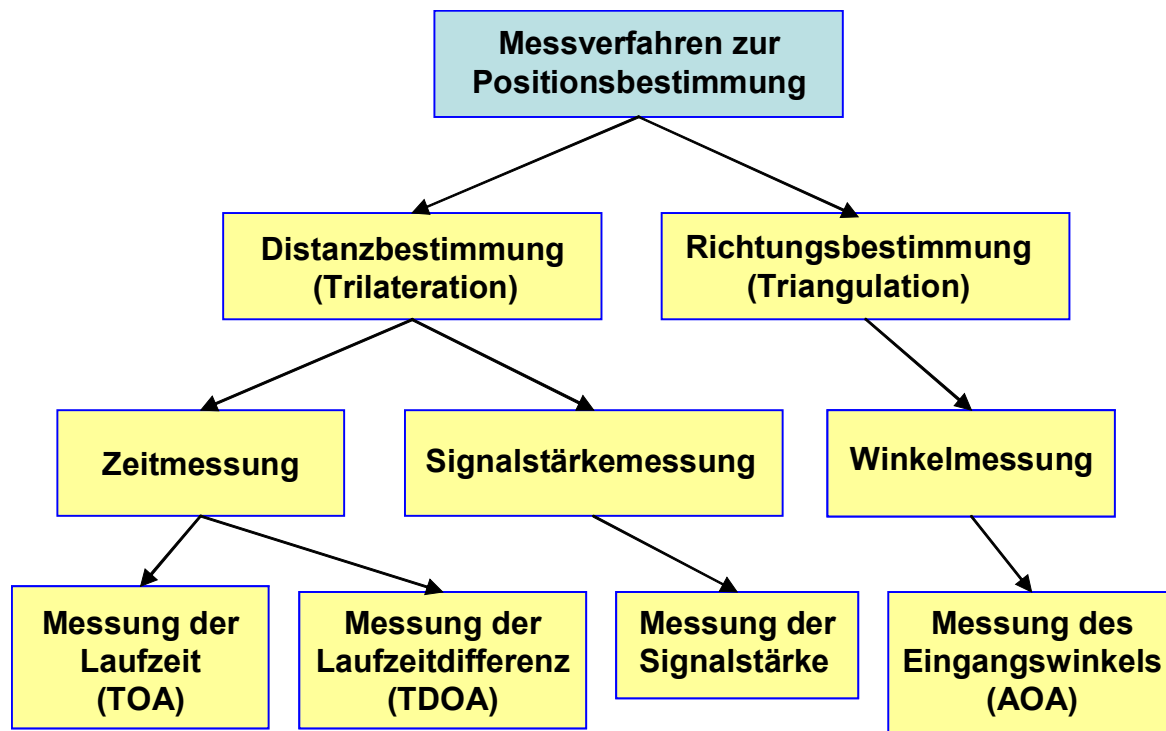 Messverfahren zur
Positionsbestimmung
Distanzbestimmung
(Trilateration)
Richtungsbestimmung
(Triangulation)
Zeitmessung
Signalstärkemessung
Winkelmessung
Messung der
Laufzeit
(TOA)
Messung der
Laufzeitdifferenz
(TDOA)
Messung der
Signalstärke
Messung des
Eingangswinkels
(AOA)